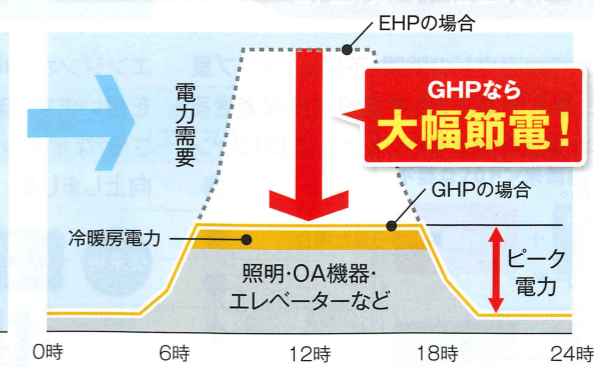 EHPの場合
電力需要
GHPなら
大幅節電！
GHPの場合
冷暖房電力
照明・OA機器・
エレベーターなど
ピーク
電力
0時
6時
12時
18時
24時